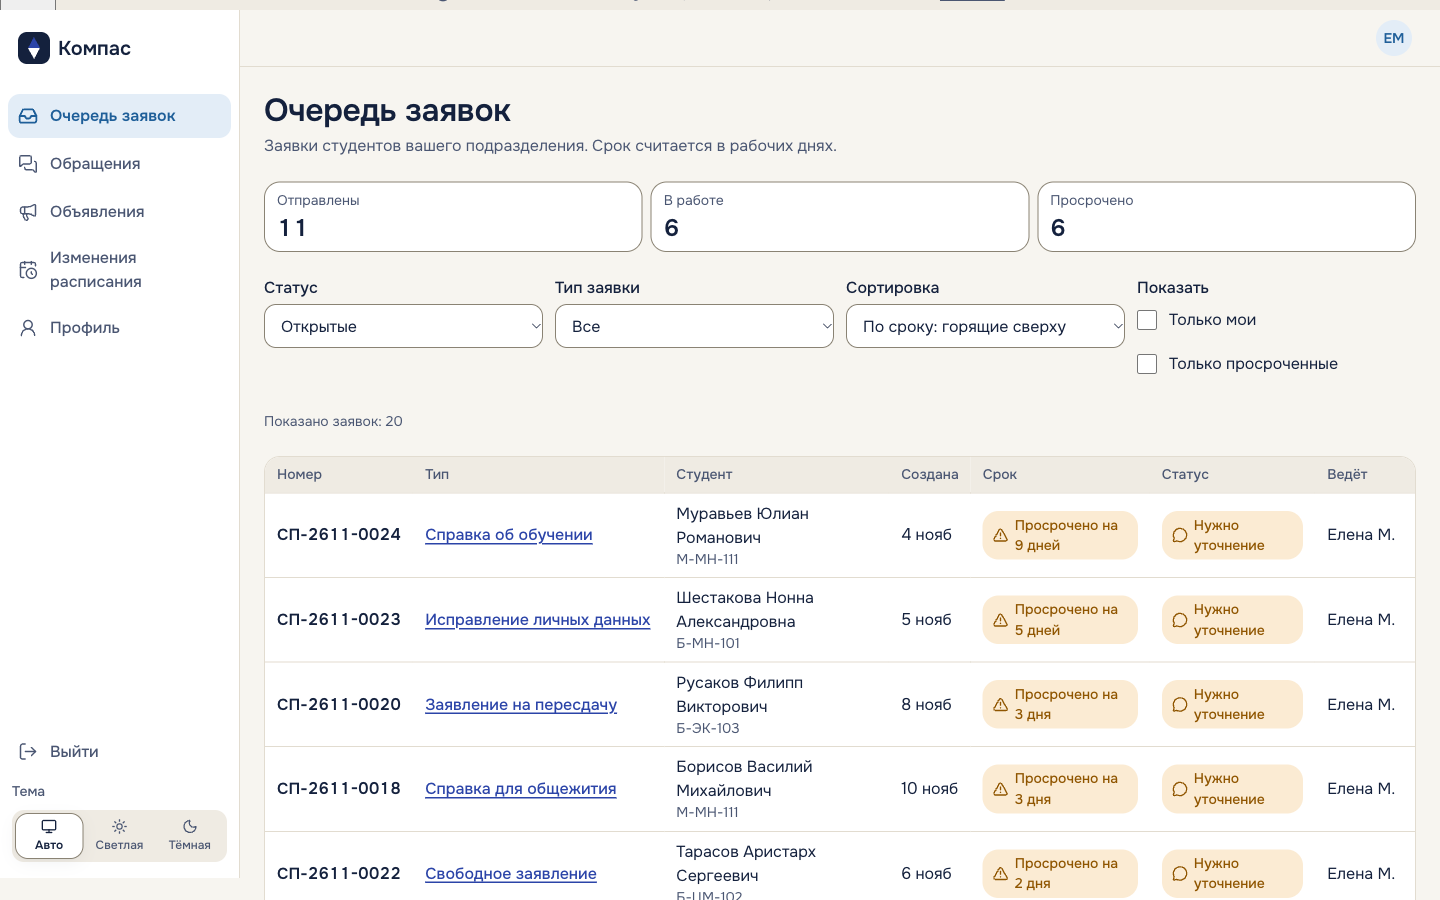 Компас
ЕМ
Очередь заявок
Обращения
Объявления
Изменения
расписания
Профиль
Выйти
Тема
Авто
Светлая
Тёмная
Очередь заявок
Заявки студентов вашего подразделения. Срок считается в рабочих днях.
Отправлены
11
В работе
6
Просрочено
6
Статус
Открытые
Тип заявки
Все
Сортировка
По сроку: горящие сверху
Показать
Только мои
Только просроченные
Показано заявок: 20
Номер Тип Студент Создана Срок Статус Ведёт
СП-2611-0024
Справка об обучении
Муравьев Юлиан
Романович
М-МН-111
4 нояб
Просрочено на
9 дней
Нужно
уточнение
Елена М.
СП-2611-0023
Исправление личных данных
Шестакова Нонна
Александровна
Б-МН-101
5 нояб
Просрочено на
5 дней
Нужно
уточнение
Елена М.
СП-2611-0020
Заявление на пересдачу
Русаков Филипп
Викторович
Б-ЭК-103
8 нояб
Просрочено на
3 дня
Нужно
уточнение
Елена М.
СП-2611-0018
Справка для общежития
Борисов Василий
Михайлович
М-МН-111
10 нояб
Просрочено на
3 дня
Нужно
уточнение
Елена М.
СП-2611-0022
Свободное заявление
Тарасов Аристарх
Сергеевич
Б-ЦМ-102
6 нояб
Просрочено на
2 дня
Нужно
уточнение
Елена М.